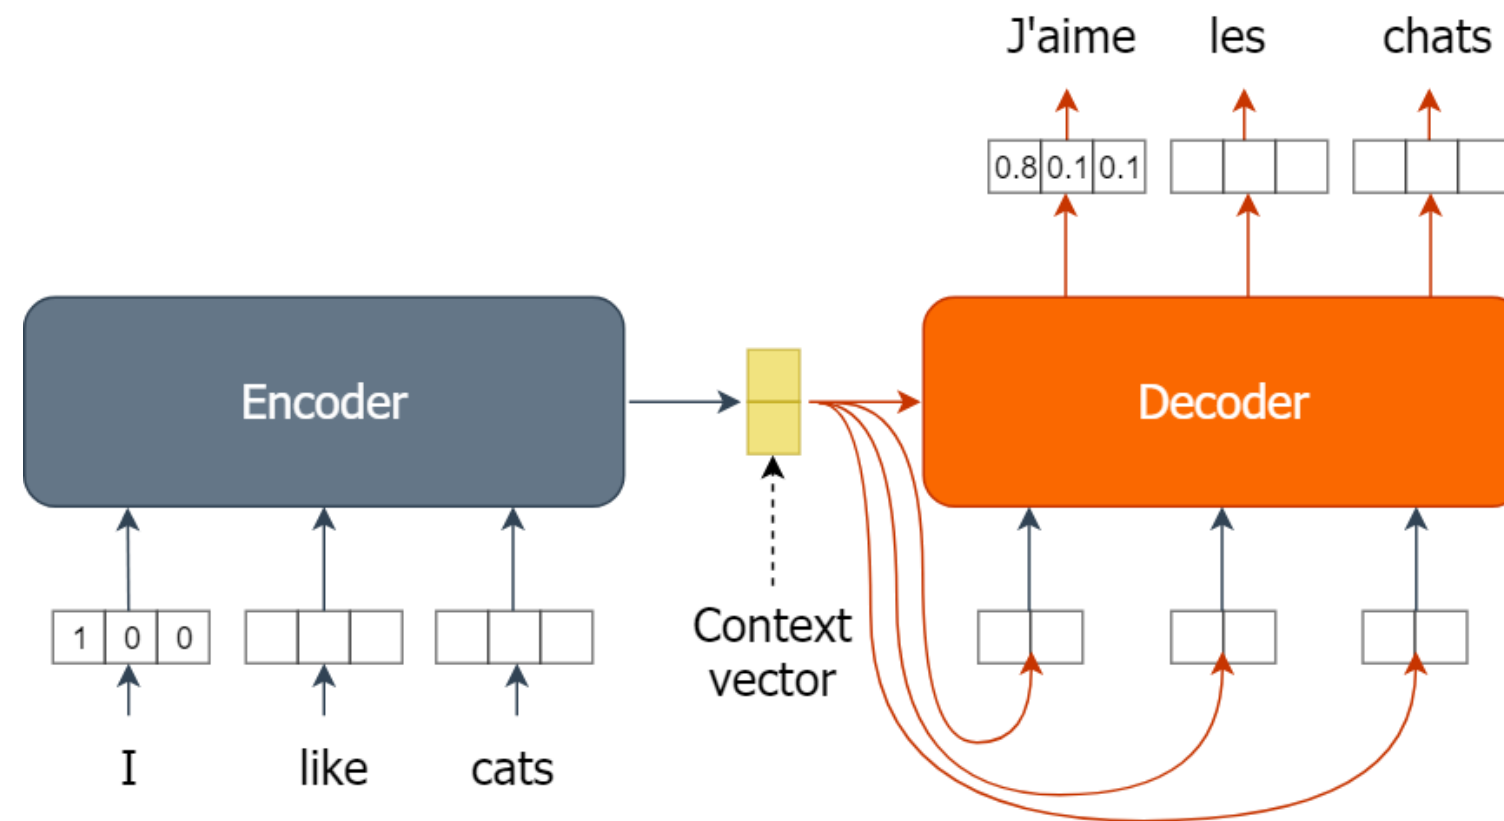 J'aime les chats
0.8 0.1 0.1
Encoder
Decoder
1 0 0
Context
vector
I like cats